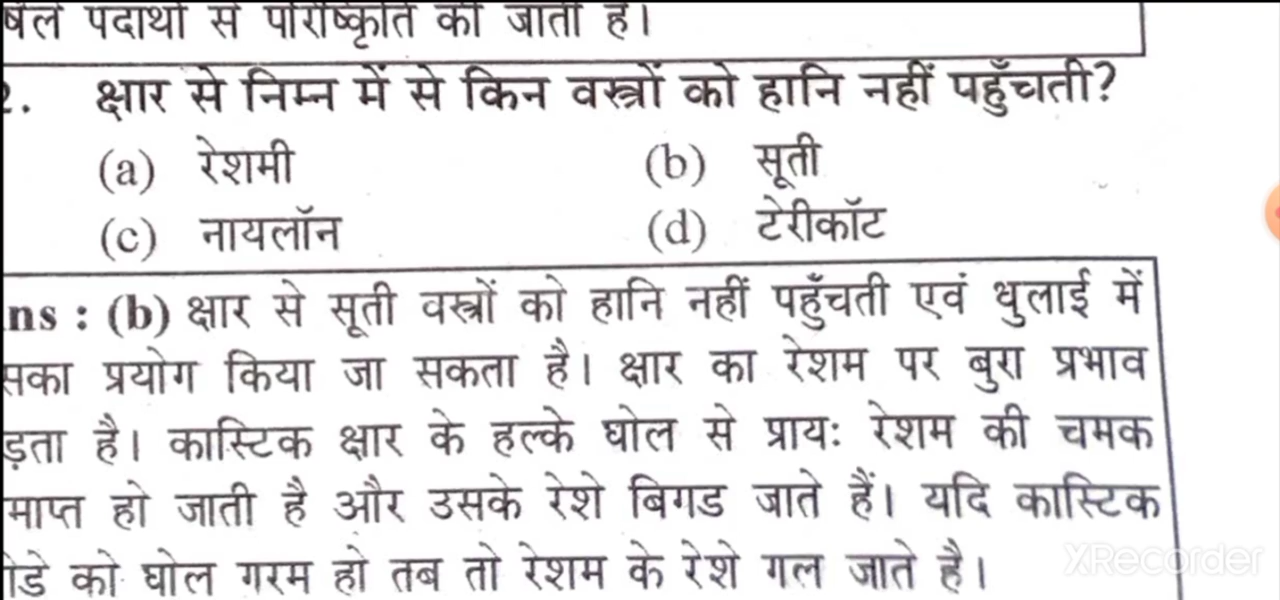 पदार्थों से परिष्कृति की जाती है।
2. क्षार से निम्न में से किन वस्त्रों को हानि नहीं पहुँचती?
(a) रेशमी (b) सूती
(c) नायलॉन (d) टेरीकॉट
ns : (b) क्षार से सूती वस्त्रों को हानि नहीं पहुँचती एवं धुलाई में
सका प्रयोग किया जा सकता है। क्षार का रेशम पर बुरा प्रभाव
ड़ता है। कास्टिक क्षार के हल्के घोल से प्रायः रेशम की चमक
माप्त हो जाती है और उसके रेशे बिगड जाते हैं। यदि कास्टिक
डे को घोल गरम हो तब तो रेशम के रेशे गल जाते है।
XRecorder